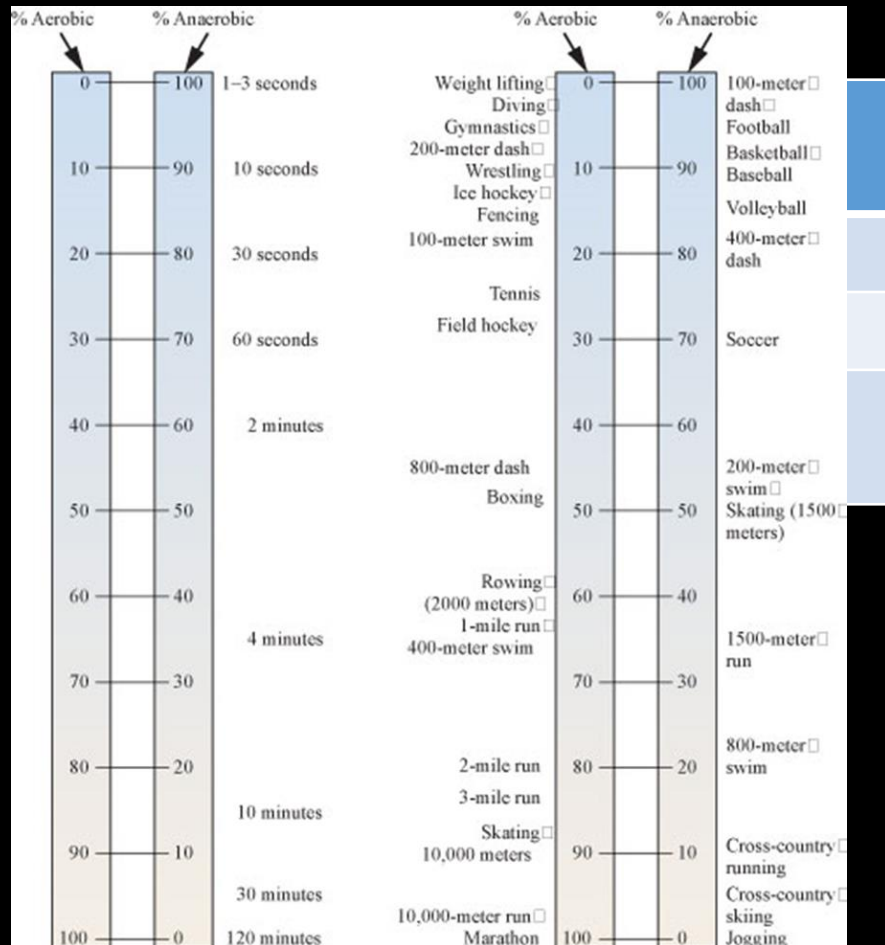 % Aerobic % Anaerobic
0 100 1–3 seconds
10 90 10 seconds
20 80 30 seconds
30 70 60 seconds
40 60 2 minutes
50 50
60 40
4 minutes
70 30
80 20
10 minutes
90 10
30 minutes
100 0 120 minutes
% Aerobic % Anaerobic
Weight lifting
Diving
Gymnastics
200-meter dash
Wrestling
Ice hockey
Fencing
100-meter swim
Tennis
Field hockey
800-meter dash
Boxing
Rowing
(2000 meters)
1-mile run
400-meter swim
2-mile run
3-mile run
Skating
10,000 meters
10,000-meter run
Marathon
0 100
10 90
20 80
30 70
40 60
50 50
60 40
70 30
80 20
90 10
100 0
100-meter
dash
Football
Basketball
Baseball
Volleyball
400-meter
dash
Soccer
200-meter
swim
Skating (1500
meters)
1500-meter
run
800-meter
swim
Cross-country
running
Cross-country
skiing
Jogging